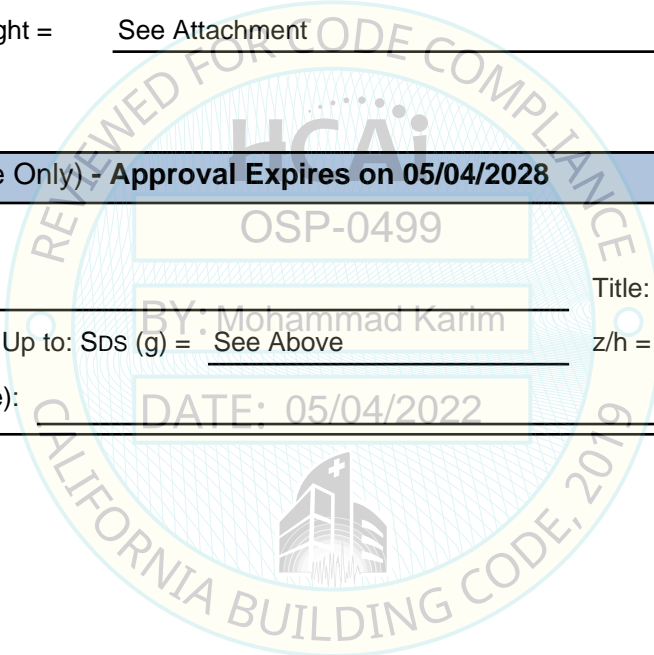 ght = See Attachment
REVIEWED FOR CODE COMPLIANCE
HCAi
e Only) - Approval Expires on 05/04/2028
OSP-0499
Title:
BY: Mohammad Karim
Up to: SDS (g) = See Above z/h =
e):
DATE: 05/04/2022
CALIFORNIA BUILDING CODE, 2019